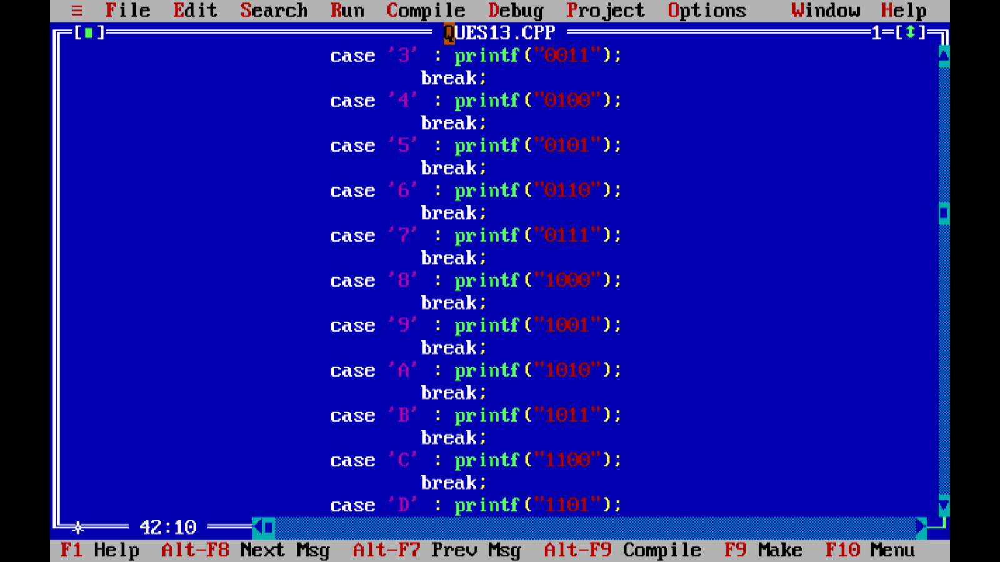 ≡ File Edit Search Run Compile Debug Project Options Window Help
[■] QUES13.CPP 1=[↕]
case '3' : printf("0011");
break;
case '4' : printf("0100");
break;
case '5' : printf("0101");
break;
case '6' : printf("0110");
break;
case '7' : printf("0111");
break;
case '8' : printf("1000");
break;
case '9' : printf("1001");
break;
case 'A' : printf("1010");
break;
case 'B' : printf("1011");
break;
case 'C' : printf("1100");
break;
case 'D' : printf("1101");
42:10
F1 Help Alt-F8 Next Msg Alt-F7 Prev Msg Alt-F9 Compile F9 Make F10 Menu